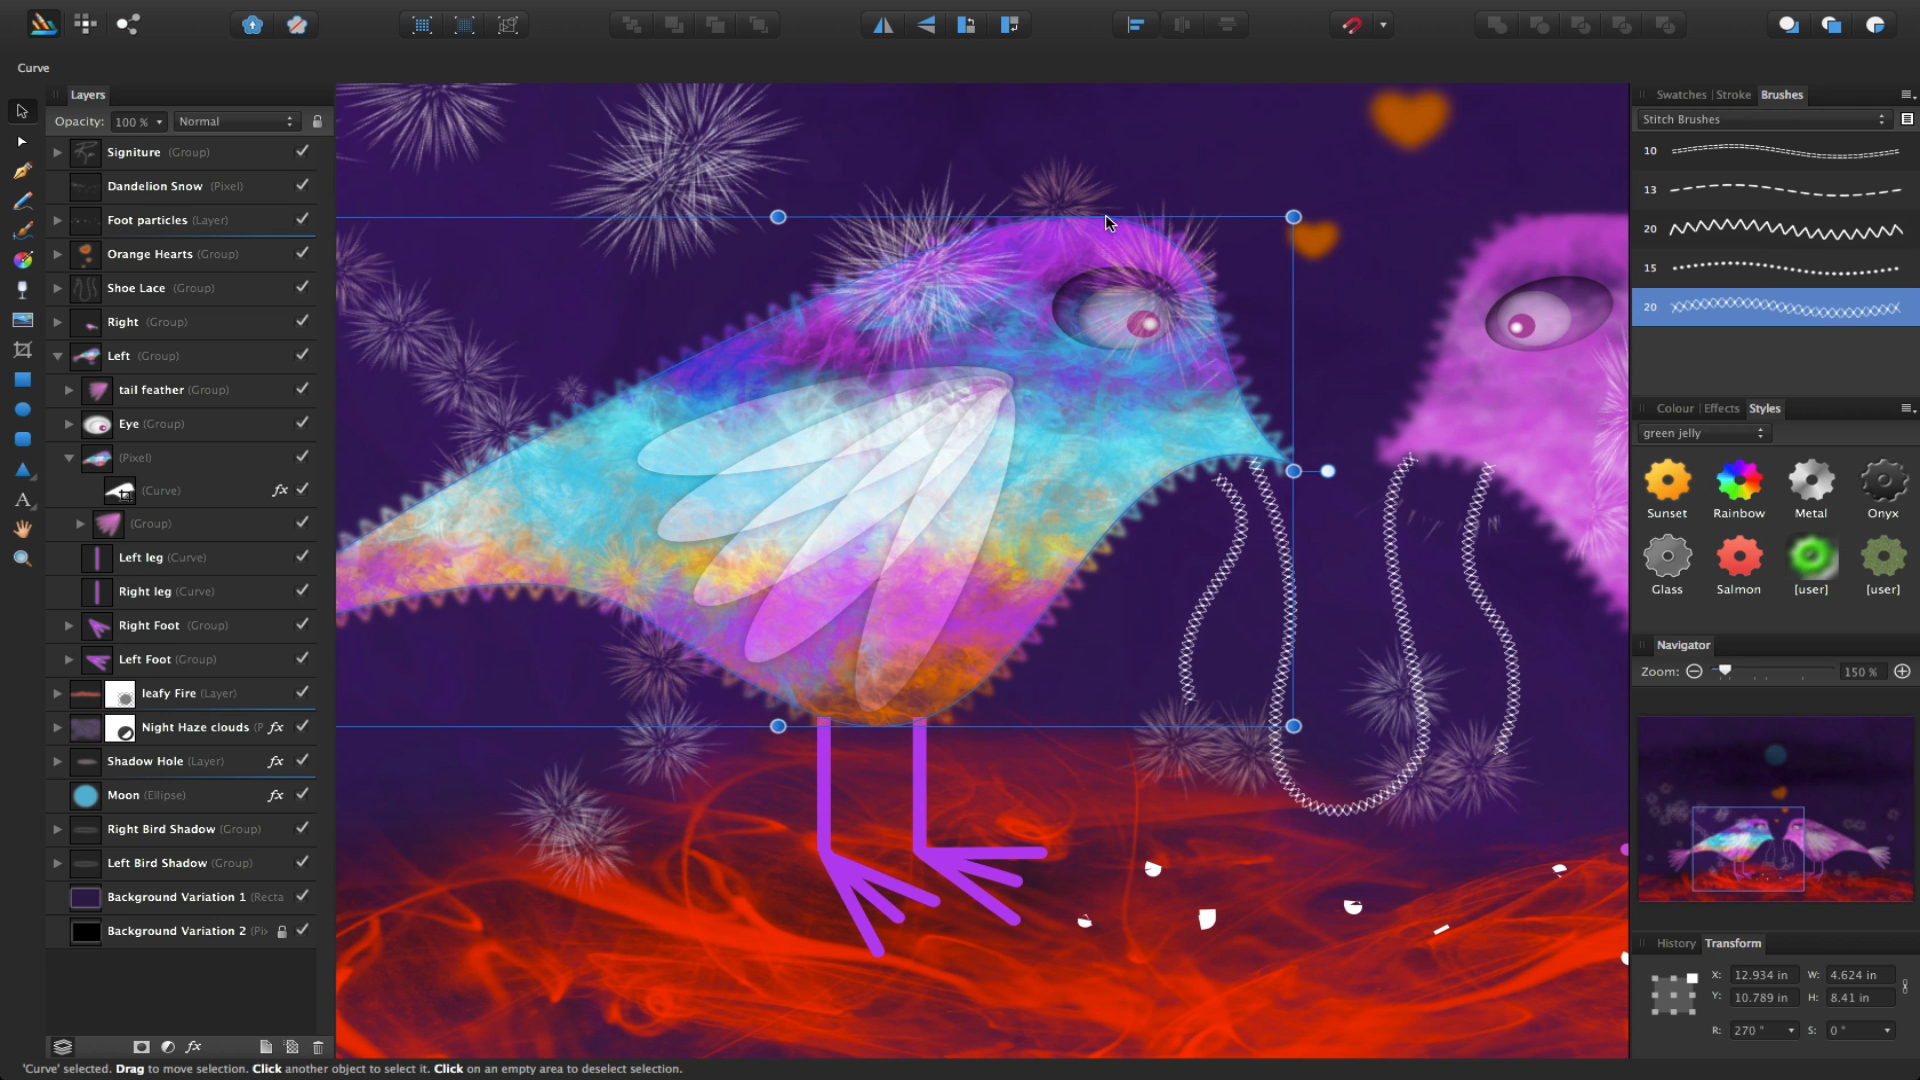 Curve
Layers
Opacity: 100 % Normal
Signiture (Group)
Dandelion Snow (Pixel)
Foot particles (Layer)
Orange Hearts (Group)
Shoe Lace (Group)
Right (Group)
Left (Group)
tail feather (Group)
Eye (Group)
(Pixel)
(Curve) fx
(Group)
Left leg (Curve)
Right leg (Curve)
Right Foot (Group)
Left Foot (Group)
leafy Fire (Layer)
Night Haze clouds (P fx
Shadow Hole (Layer) fx
Moon (Ellipse) fx
Right Bird Shadow (Group)
Left Bird Shadow (Group)
Background Variation 1 (Recta
Background Variation 2 (Pix
fx
'Curve' selected. Drag to move selection. Click another object to select it. Click on an empty area to deselect selection.
A
Swatches Stroke Brushes
Stitch Brushes
10
13
20
15
20
Colour Effects Styles
green jelly
Sunset Rainbow Metal Onyx
Glass Salmon [user] [user]
Navigator
Zoom: 150 %
History Transform
X: 12.934 in W: 4.624 in
Y: 10.789 in H: 8.41 in
R: 270 ° S: 0 °